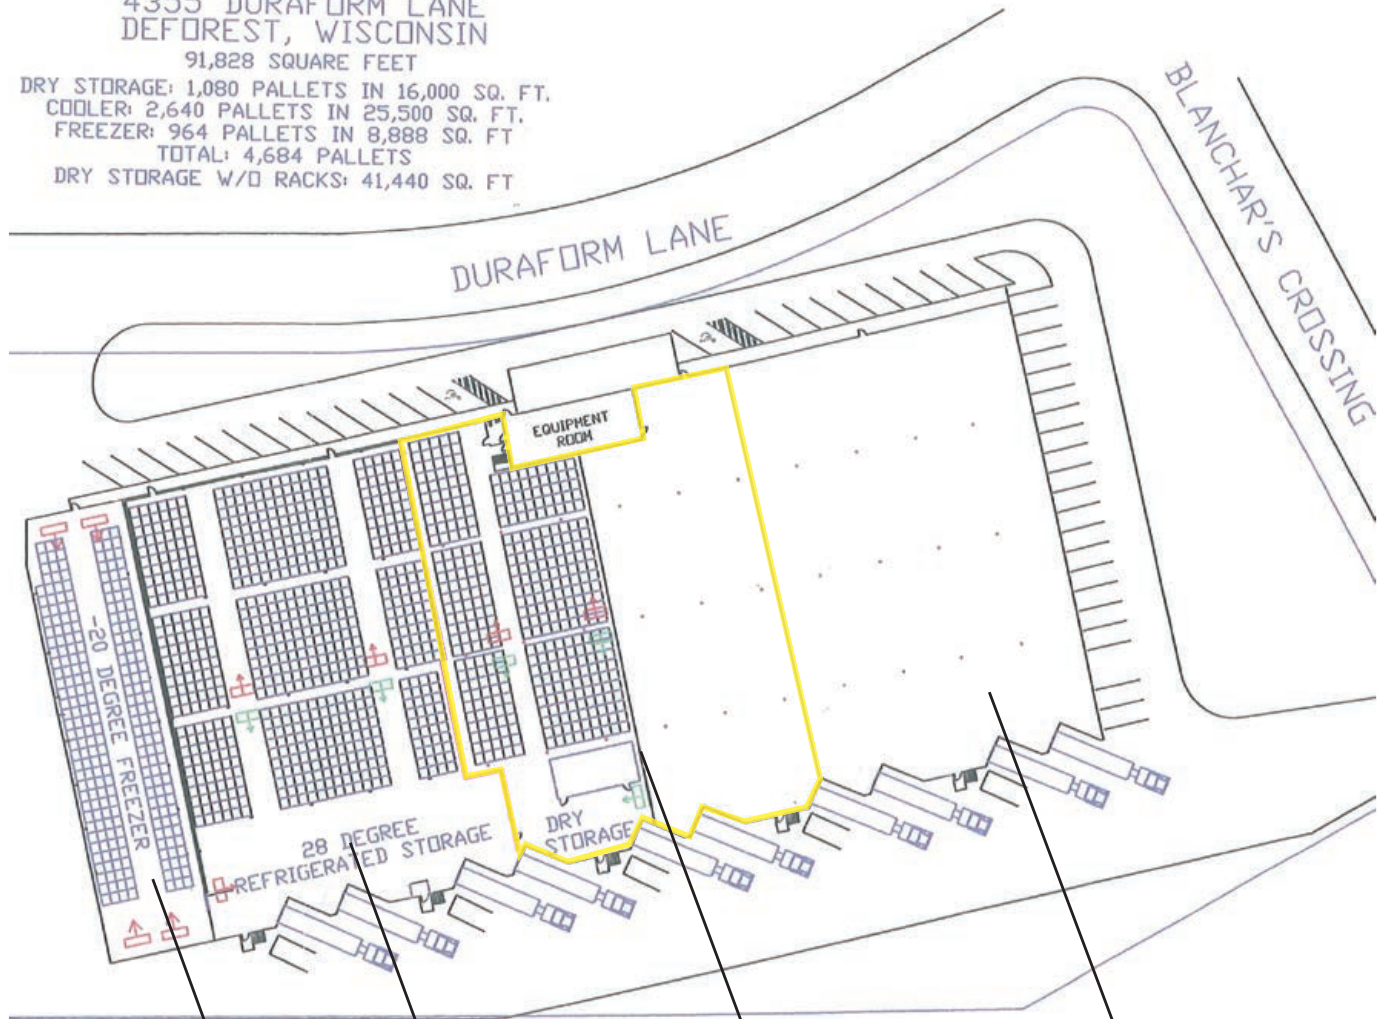 4355 DURAFORM LANE
DEFOREST, WISCONSIN
91,828 SQUARE FEET
DRY STORAGE: 1,080 PALLETS IN 16,000 SQ. FT.
COOLER: 2,640 PALLETS IN 25,500 SQ. FT.
FREEZER: 964 PALLETS IN 8,888 SQ. FT
TOTAL: 4,684 PALLETS
DRY STORAGE W/O RACKS: 41,440 SQ. FT
DURAFORM LANE
BLANCHAR'S CROSSING
EQUIPMENT
ROOM
-20 DEGREE FREEZER
28 DEGREE
REFRIGERATED STORAGE
DRY
STORAGE